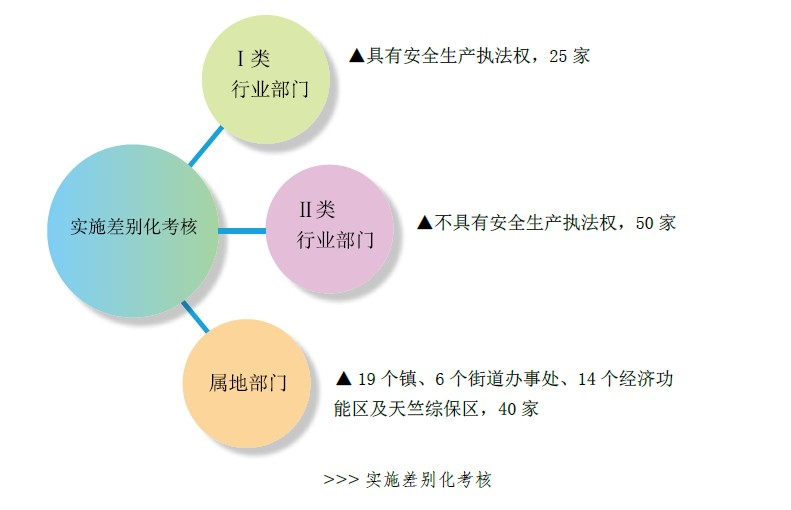 Ⅰ类
行业部门
▲具有安全生产执法权，25 家
实施差别化考核
Ⅱ类
行业部门
▲不具有安全生产执法权，50 家
属地部门
▲ 19 个镇、6 个街道办事处、14 个经济功
能区及天竺综保区，40 家
>>> 实施差别化考核